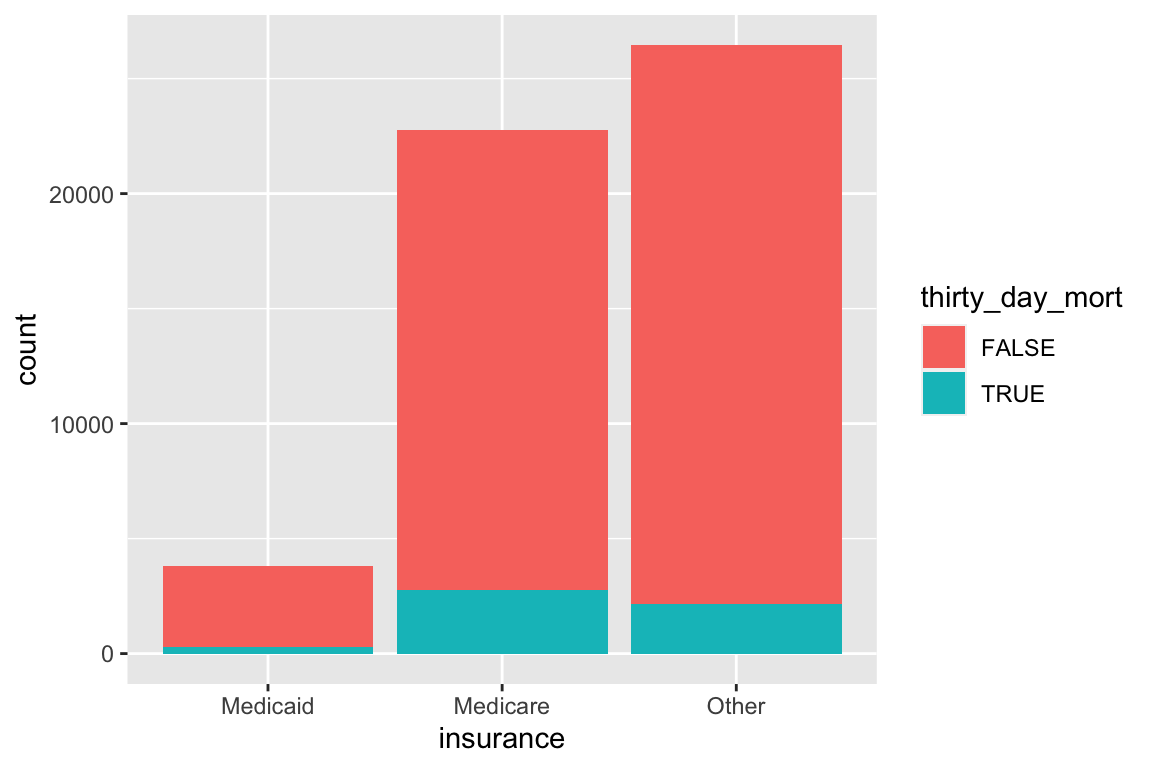 count
20000
10000
0
Medicaid
Medicare
Other
insurance
thirty_day_mort
FALSE
TRUE